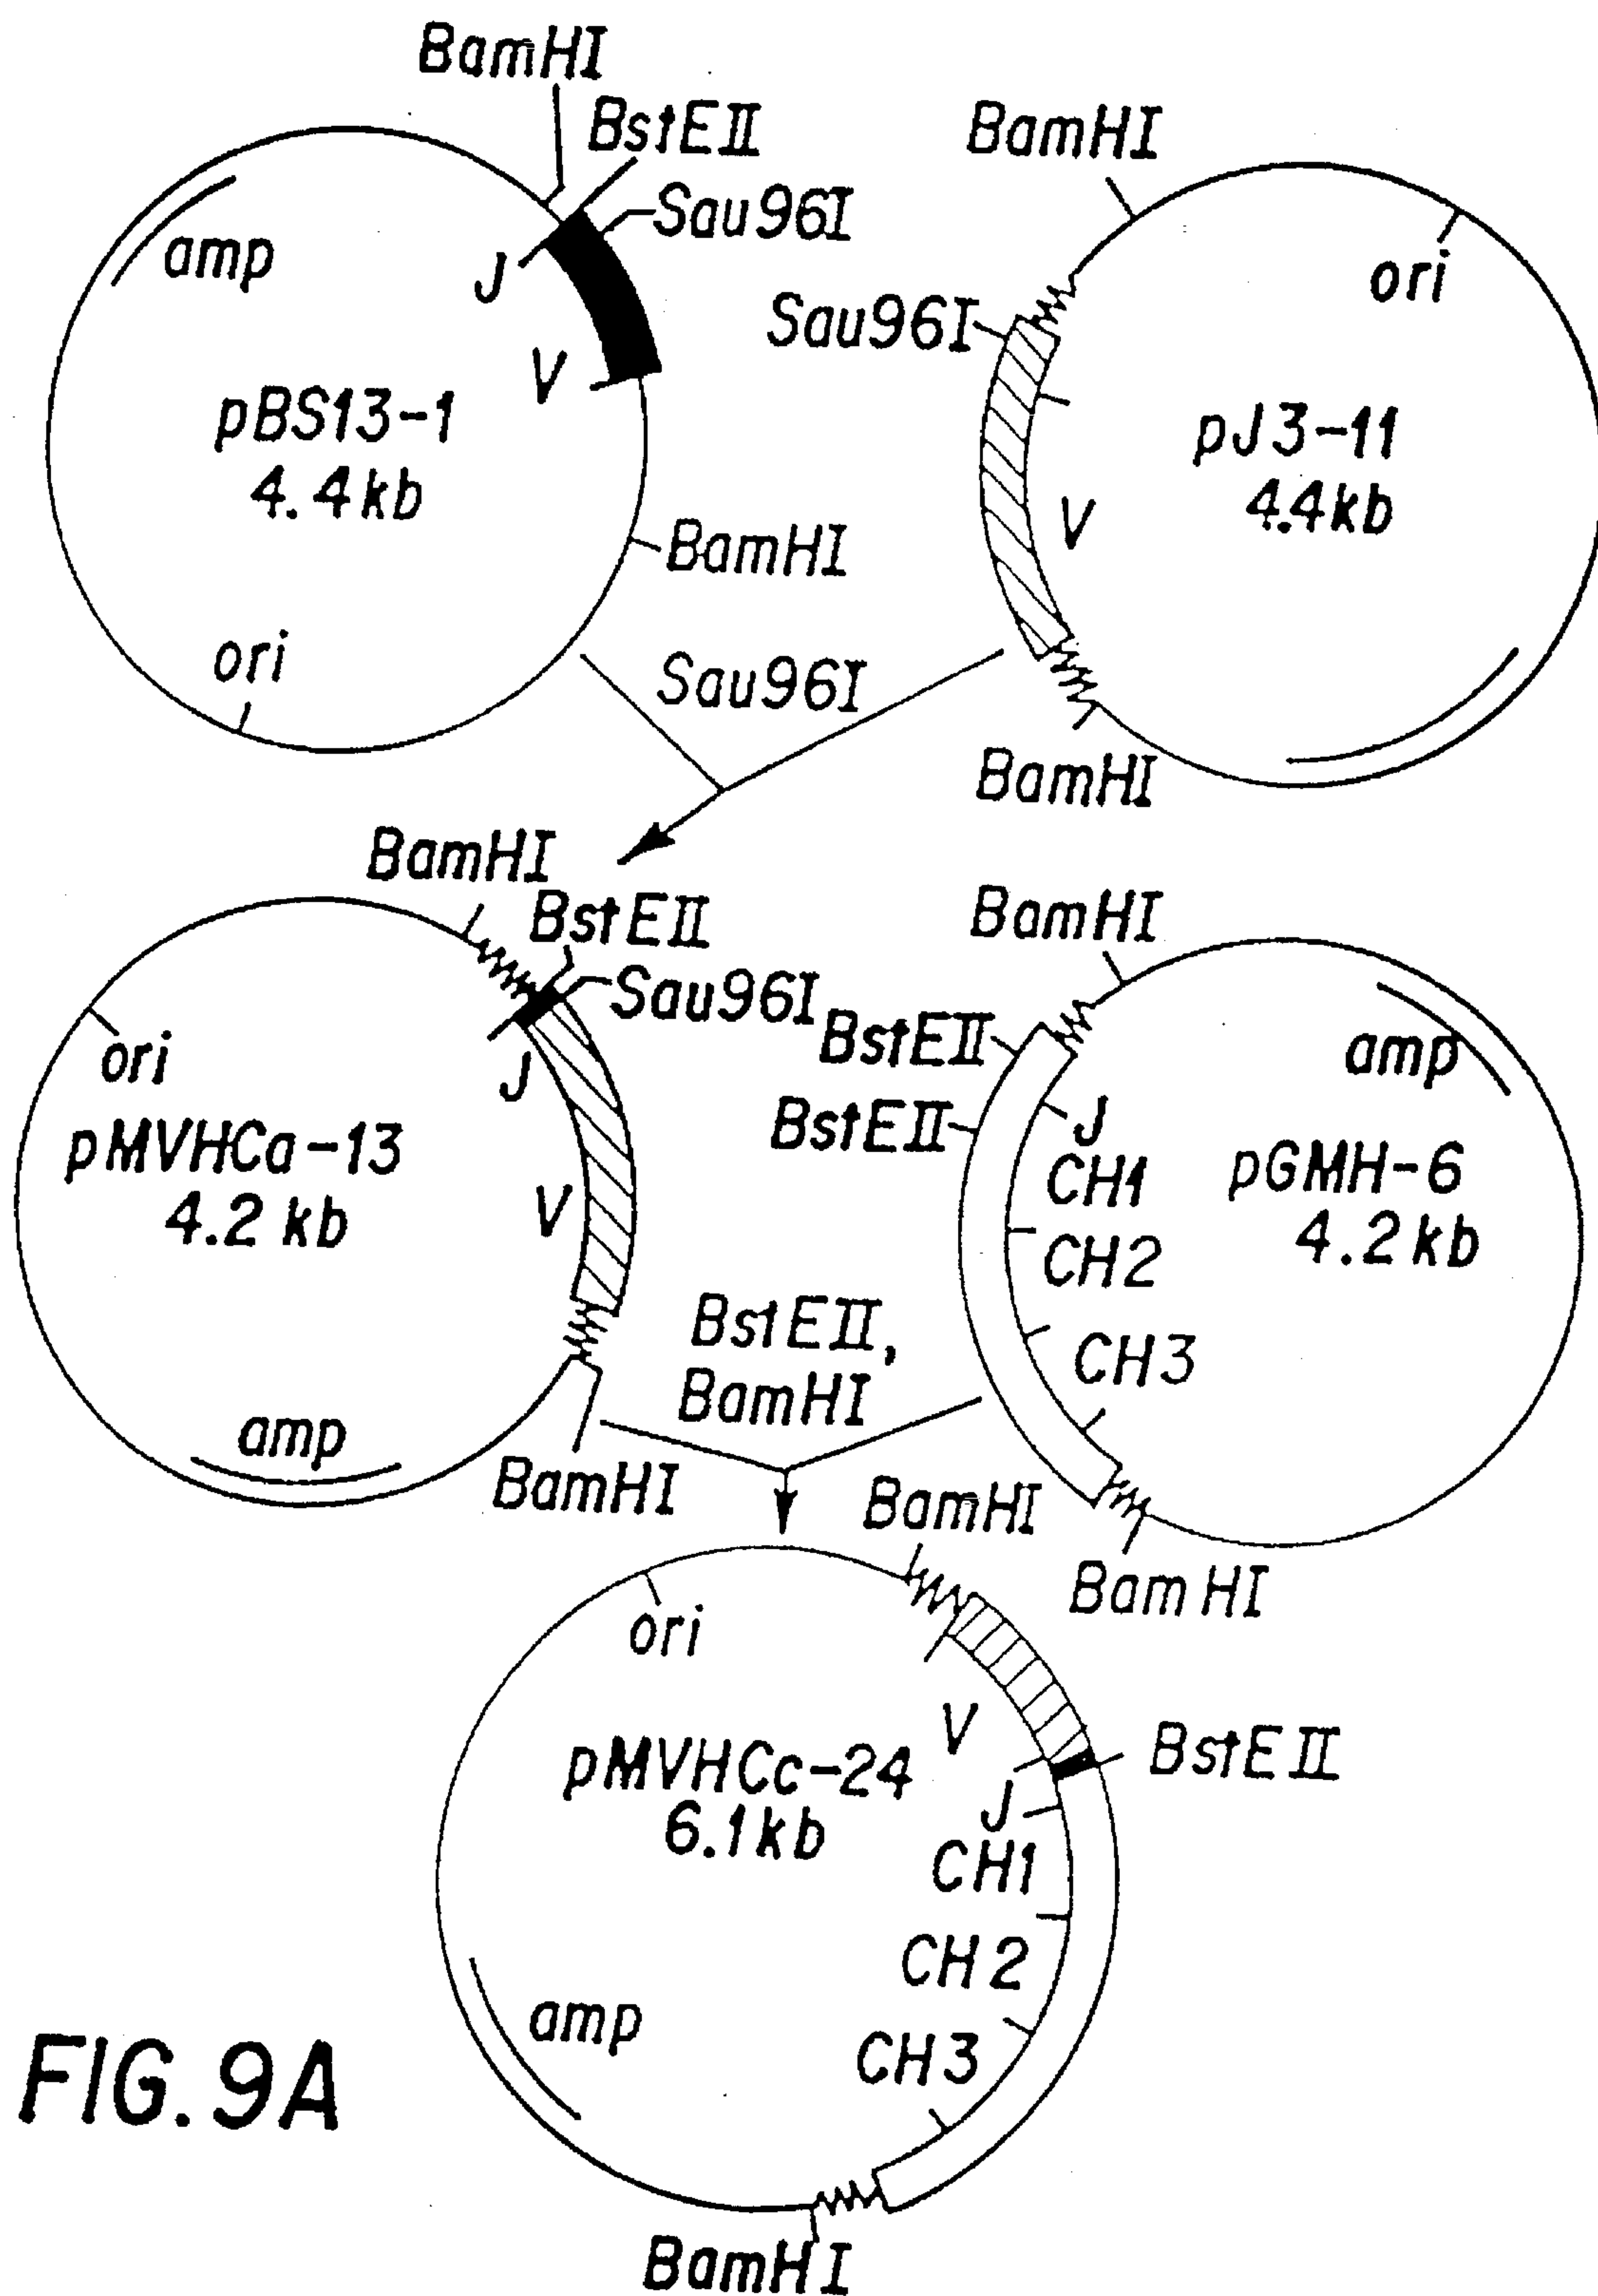 BamHI
BstEII
Sau96I
amp
J
V
pBS13-1
4.4kb
BamHI
ori
BamHI
ori
Sau96I
pJ3-11
4.4kb
V
BamHI
Sau96I
BamHI
BstEII
Sau96I
ori
J
pMVHCa-13
4.2 kb
V
amp
BamHI
BamHI
BstEII
BstEII
amp
J
CH1
pGMH-6
4.2 kb
CH2
CH3
Bam HI
BstEII,
BamHI
BamHI
ori
V
BstEII
pMVHCc-24
6.1kb
J
CH1
CH2
amp
CH3
BamHI
FIG. 9A